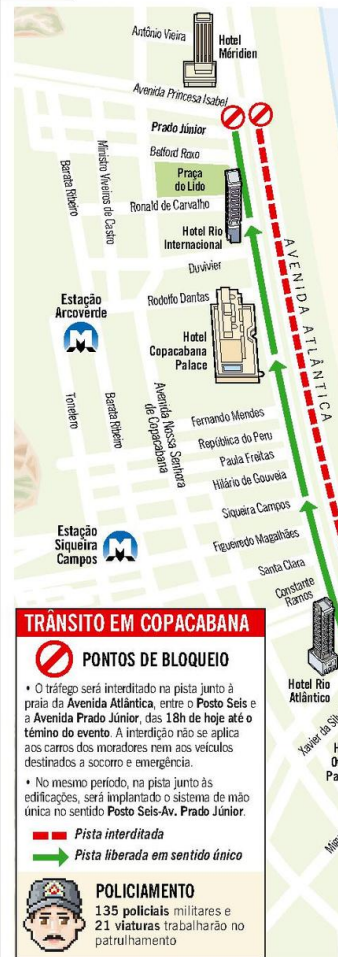 Antônio Vieira
Hotel
Méridien
Avenida Princesa Isabel
Prado Júnior
Belford Roxo
Praça
do Lido
Ministro Viveiros de Castro
Barata Ribeiro
Ronald de Carvalho
Hotel Rio
Internacional
AVENIDA ATLÂNTICA
Duvivier
Estação
Arcoverde
Rodolfo Dantas
Hotel
Copacabana
Palace
Tonelero
Barata Ribeiro
Avenida Nossa Senhora
de Copacabana
Fernando Mendes
República do Peru
Paula Freitas
Hilário de Gouveia
Siqueira Campos
Estação
Siqueira
Campos
Figueiredo Magalhães
Santa Clara
Constante
Ramos
Hotel Rio
Atlântico
Xavier da Sil
TRÂNSITO EM COPACABANA
PONTOS DE BLOQUEIO
• O tráfego será interditado na pista junto à
praia da Avenida Atlântica, entre o Posto Seis e
a Avenida Prado Júnior, das 18h de hoje até o
témino do evento. A interdição não se aplica
aos carros dos moradores nem aos veículos
destinados a socorro e emergência.
• No mesmo período, na pista junto às
edificações, será implantado o sistema de mão
única no sentido Posto Seis-Av. Prado Júnior.
Pista interditada
Pista liberada em sentido único
POLICIAMENTO
135 policiais militares e
21 viaturas trabalharão no
patrulhamento